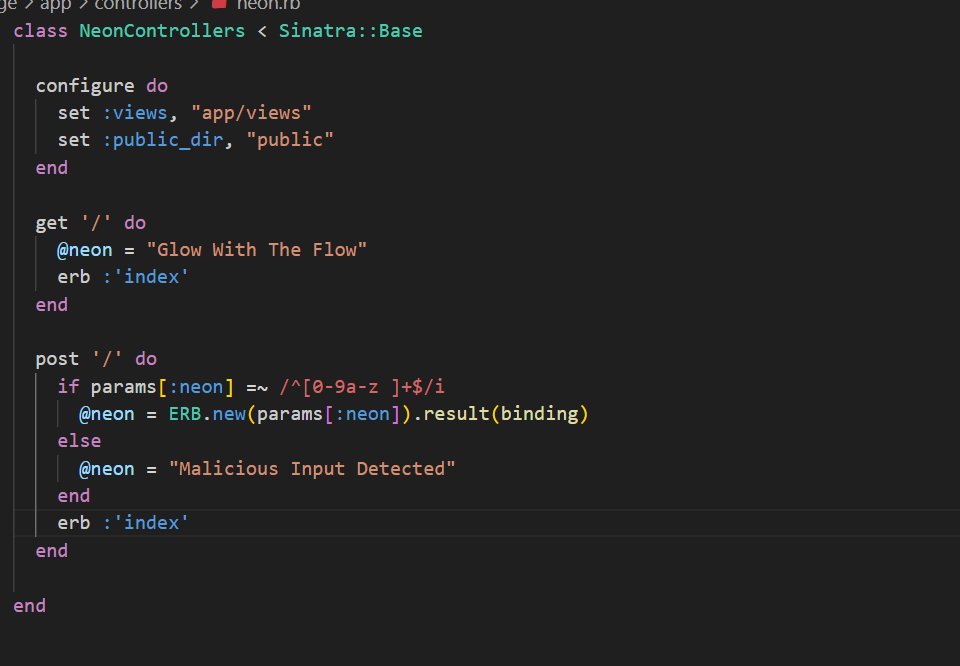 ge > app > controllers > neon.rb
class NeonControllers < Sinatra::Base
configure do
set :views, "app/views"
set :public_dir, "public"
end
get '/' do
@neon = "Glow With The Flow"
erb :'index'
end
post '/' do
if params[:neon] =~ /^[0-9a-z ]+$/i
@neon = ERB.new(params[:neon]).result(binding)
else
@neon = "Malicious Input Detected"
end
erb :'index'
end
end